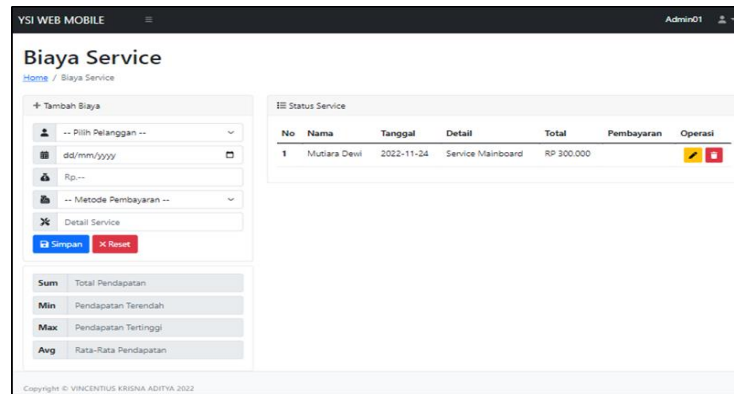 YSI WEB MOBILE Admin01
Biaya Service
Home / Biaya Service
Tambah Biaya
-- Pilih Pelanggan --
dd/mm/yyyy
Rp.--
-- Metode Pembayaran --
Detail Service
Simpan Reset
Sum Total Pendapatan
Min Pendapatan Terendah
Max Pendapatan Tertinggi
Avg Rata-Rata Pendapatan
Status Service
No Nama Tanggal Detail Total Pembayaran Operasi
1 Mutiara Dewi 2022-11-24 Service Mainboard RP 300.000
Copyright © VINCENTIUS KRISNA ADITYA 2022